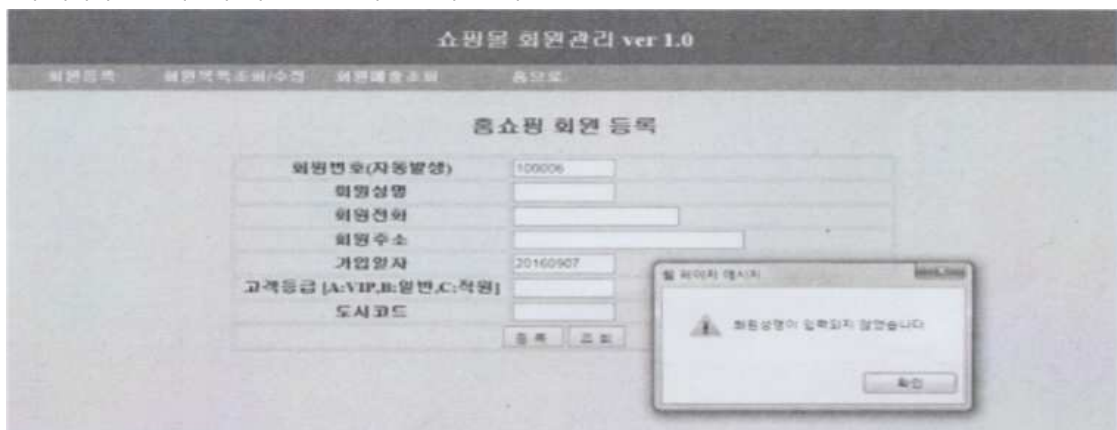 쇼핑몰 회원관리 ver 1.0
회원등록 회원목록조회/수정 회원매출조회 홈으로
홈쇼핑 회원 등록
회원번호(자동발생) 100006
회원성명
회원전화
회원주소
가입일자 20160907
고객등급 [A:VIP,B:일반,C:직원]
도시코드
등 록 조 회
웹 페이지 메시지
회원성명이 입력되지 않았습니다
확인